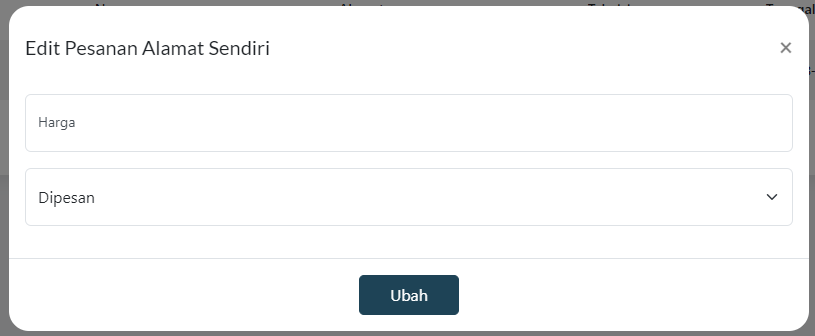 Edit Pesanan Alamat Sendiri
×
Harga
Dipesan
Ubah